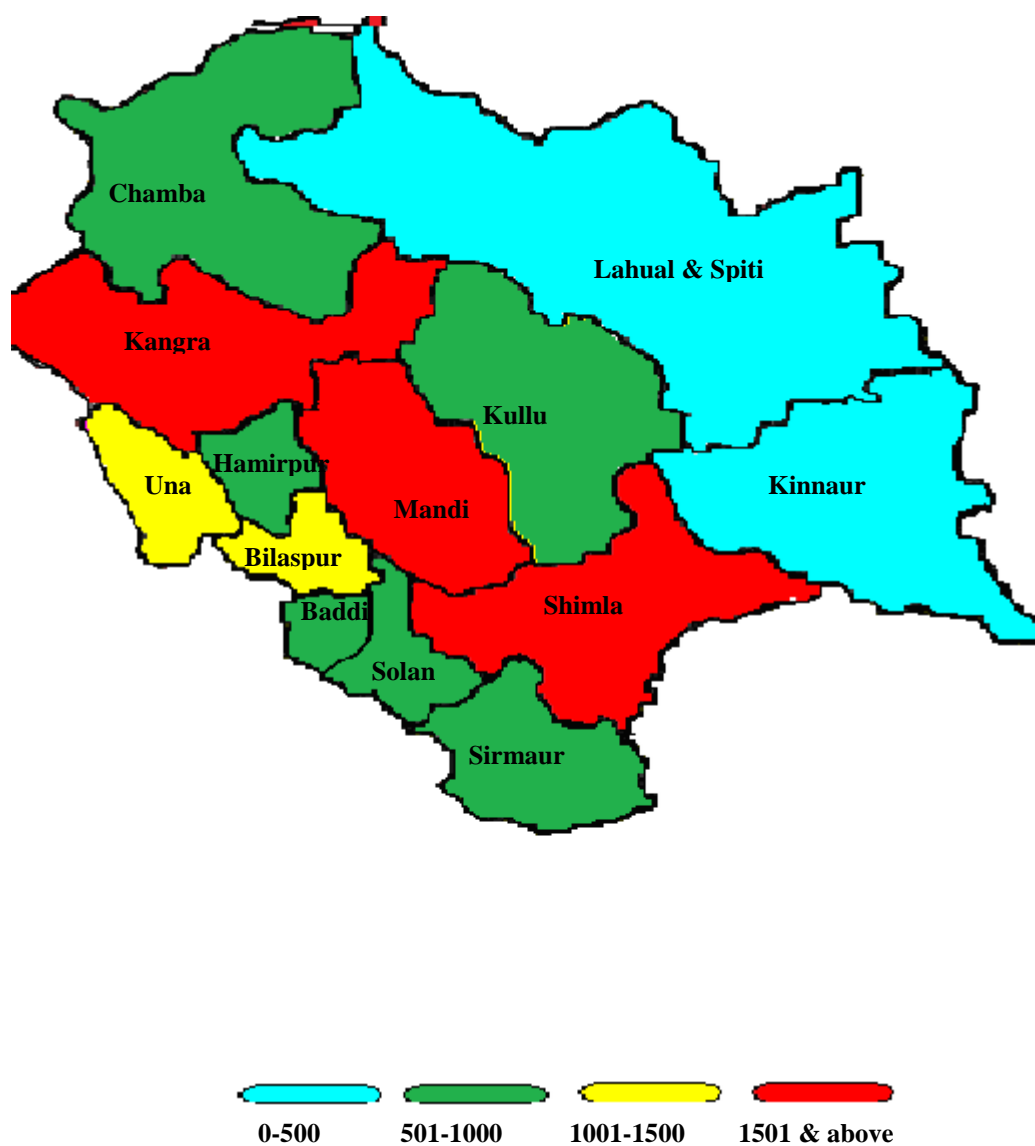 Chamba
Lahual & Spiti
Kangra
Kullu
Hamirpur
Una
Kinnaur
Mandi
Bilaspur
Baddi
Shimla
Solan
Sirmaur
0-500 501-1000 1001-1500 1501 & above